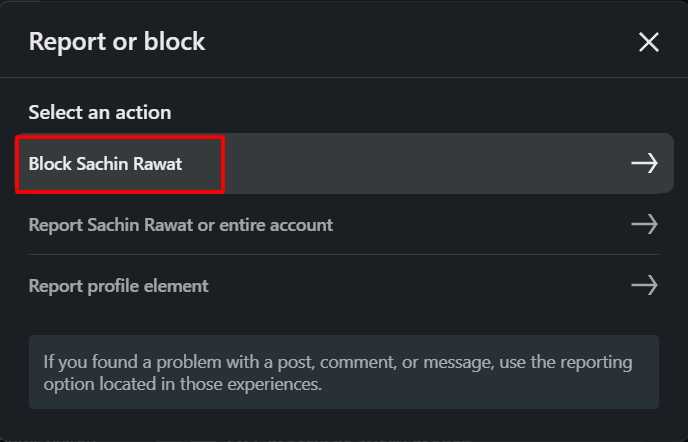 Report or block
Select an action
Block Sachin Rawat
Report Sachin Rawat or entire account
Report profile element
If you found a problem with a post, comment, or message, use the reporting
option located in those experiences.